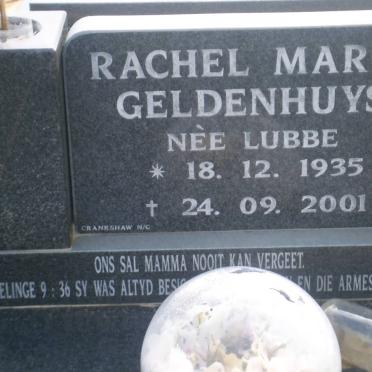 RACHEL MAR
GELDENHUYS
NÈE LUBBE
* 18. 12. 1935
† 24. 09. 2001
CRANKSHAW N/C
ONS SAL MAMMA NOOIT KAN VERGEET.
ELINGE 9 : 36 SY WAS ALTYD BESIG EN DIE ARMES